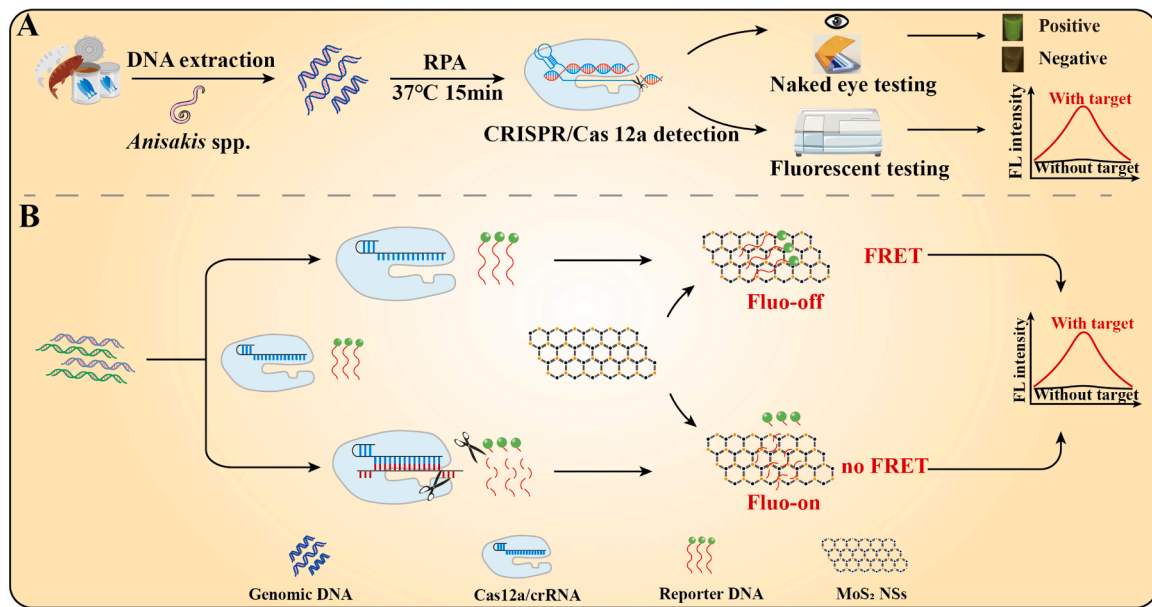 A
DNA extraction
Anisakis spp.
RPA
37℃ 15min
CRISPR/Cas 12a detection
Naked eye testing
Fluorescent testing
Positive
Negative
FL intensity
With target
Without target
B
Fluo-off
FRET
Fluo-on
no FRET
FL intensity
With target
Without target
Genomic DNA
Cas12a/crRNA
Reporter DNA
MoS₂ NSs